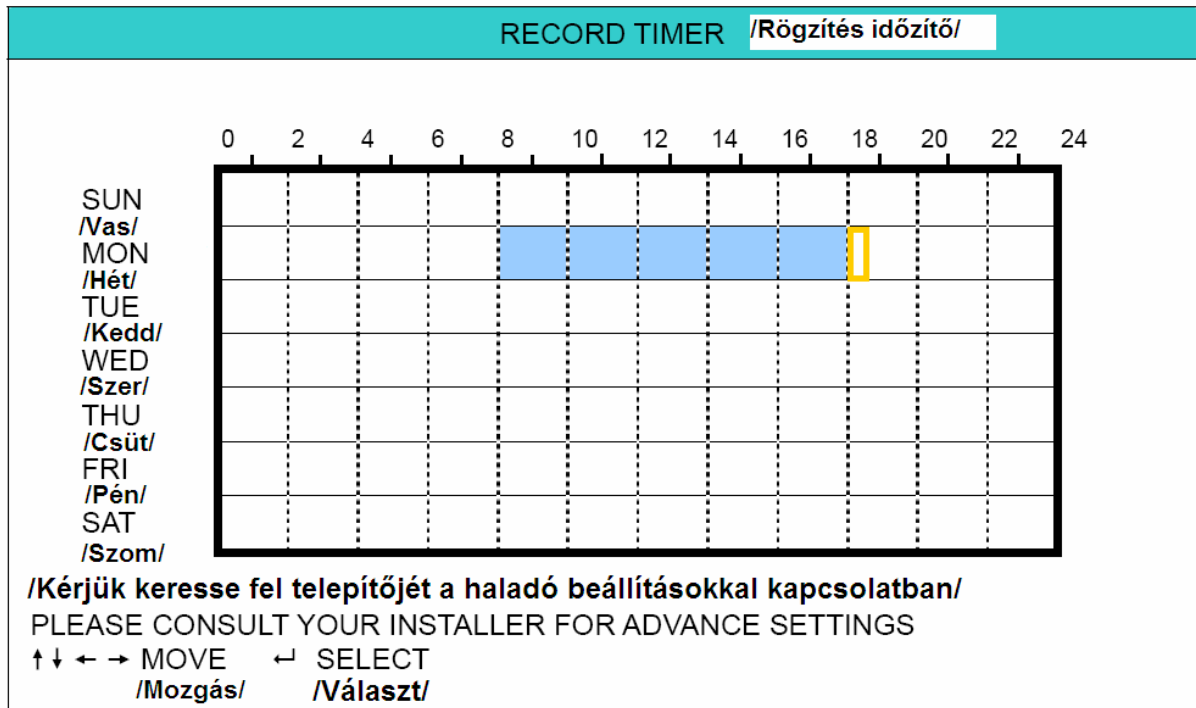 RECORD TIMER /Rögzítés időzítő/
0 2 4 6 8 10 12 14 16 18 20 22 24
SUN
/Vas/
MON
/Hét/
TUE
/Kedd/
WED
/Szer/
THU
/Csüt/
FRI
/Pén/
SAT
/Szom/
/Kérjük keresse fel telepítőjét a haladó beállításokkal kapcsolatban/
PLEASE CONSULT YOUR INSTALLER FOR ADVANCE SETTINGS
↑↓ ← → MOVE ↵ SELECT
/Mozgás/ /Választ/